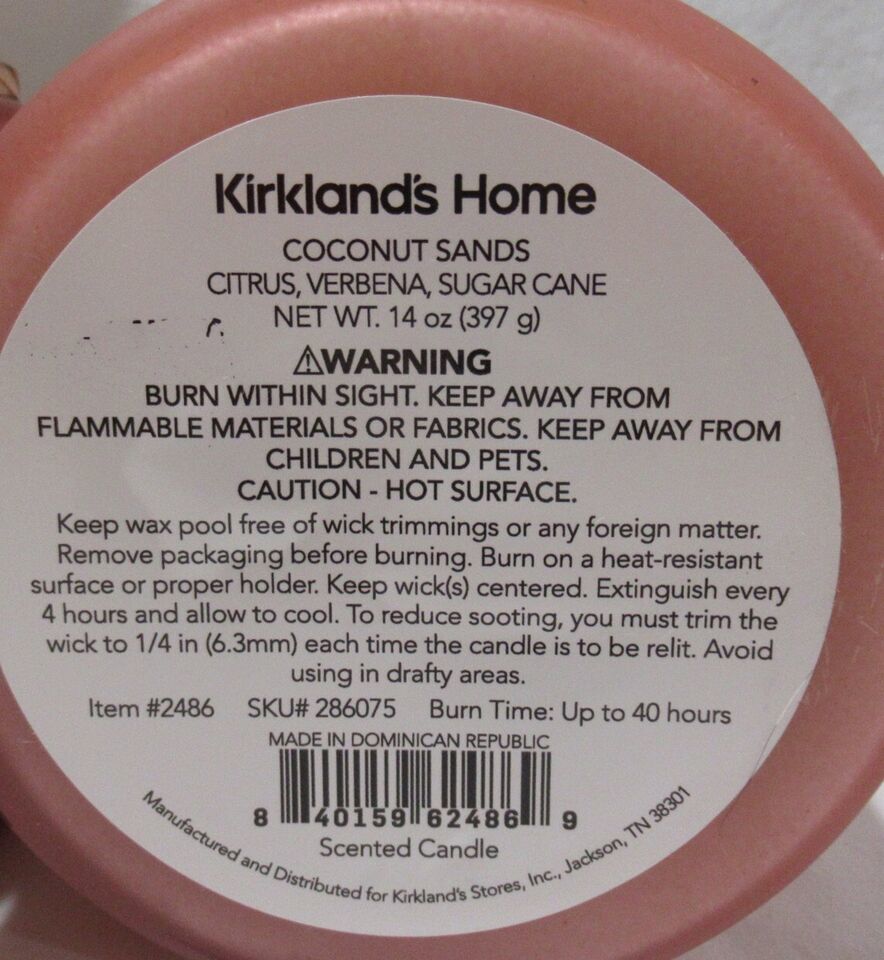 Kirkland's Home
COCONUT SANDS
CITRUS, VERBENA, SUGAR CANE
NET WT. 14 oz (397 g)
⚠WARNING
BURN WITHIN SIGHT. KEEP AWAY FROM
FLAMMABLE MATERIALS OR FABRICS. KEEP AWAY FROM
CHILDREN AND PETS.
CAUTION - HOT SURFACE.
Keep wax pool free of wick trimmings or any foreign matter.
Remove packaging before burning. Burn on a heat-resistant
surface or proper holder. Keep wick(s) centered. Extinguish every
4 hours and allow to cool. To reduce sooting, you must trim the
wick to 1/4 in (6.3mm) each time the candle is to be relit. Avoid
using in drafty areas.
Item #2486 SKU# 286075 Burn Time: Up to 40 hours
MADE IN DOMINICAN REPUBLIC
8 40159 62486 9
Scented Candle
Manufactured and Distributed for Kirkland's Stores, Inc., Jackson, TN 38301